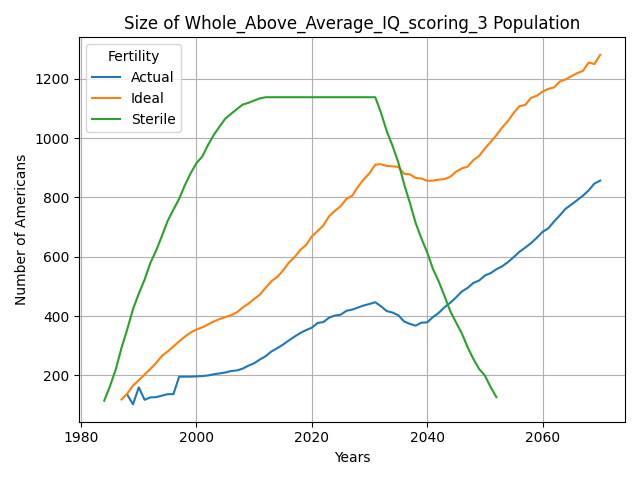 Size of Whole_Above_Average_IQ_scoring_3 Population
Fertility
Actual
Ideal
Sterile
Number of Americans
1200
1000
800
600
400
200
1980
2000
2020
2040
2060
Years